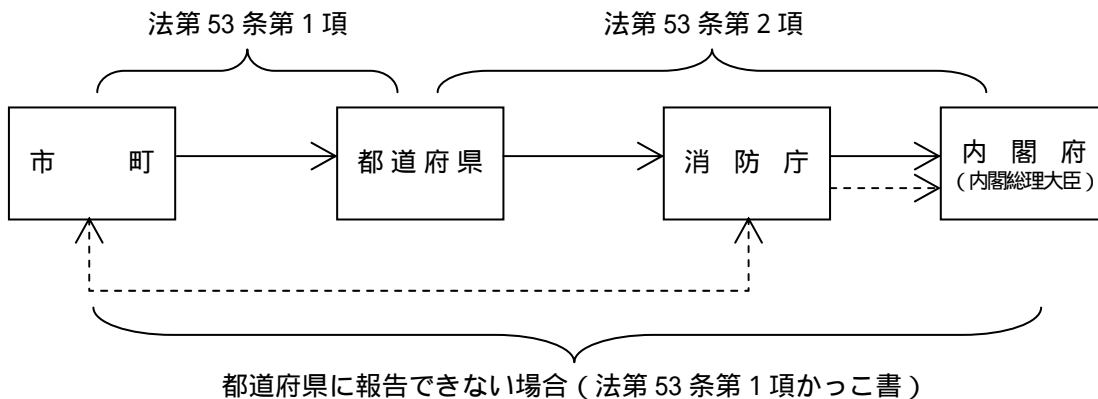 法第 53 条第 1 項
法第 53 条第 2 項
市 町
都 道 府 県
消 防 庁
内 閣 府
（内閣総理大臣）
都道府県に報告できない場合（法第 53 条第 1 項かっこ書）